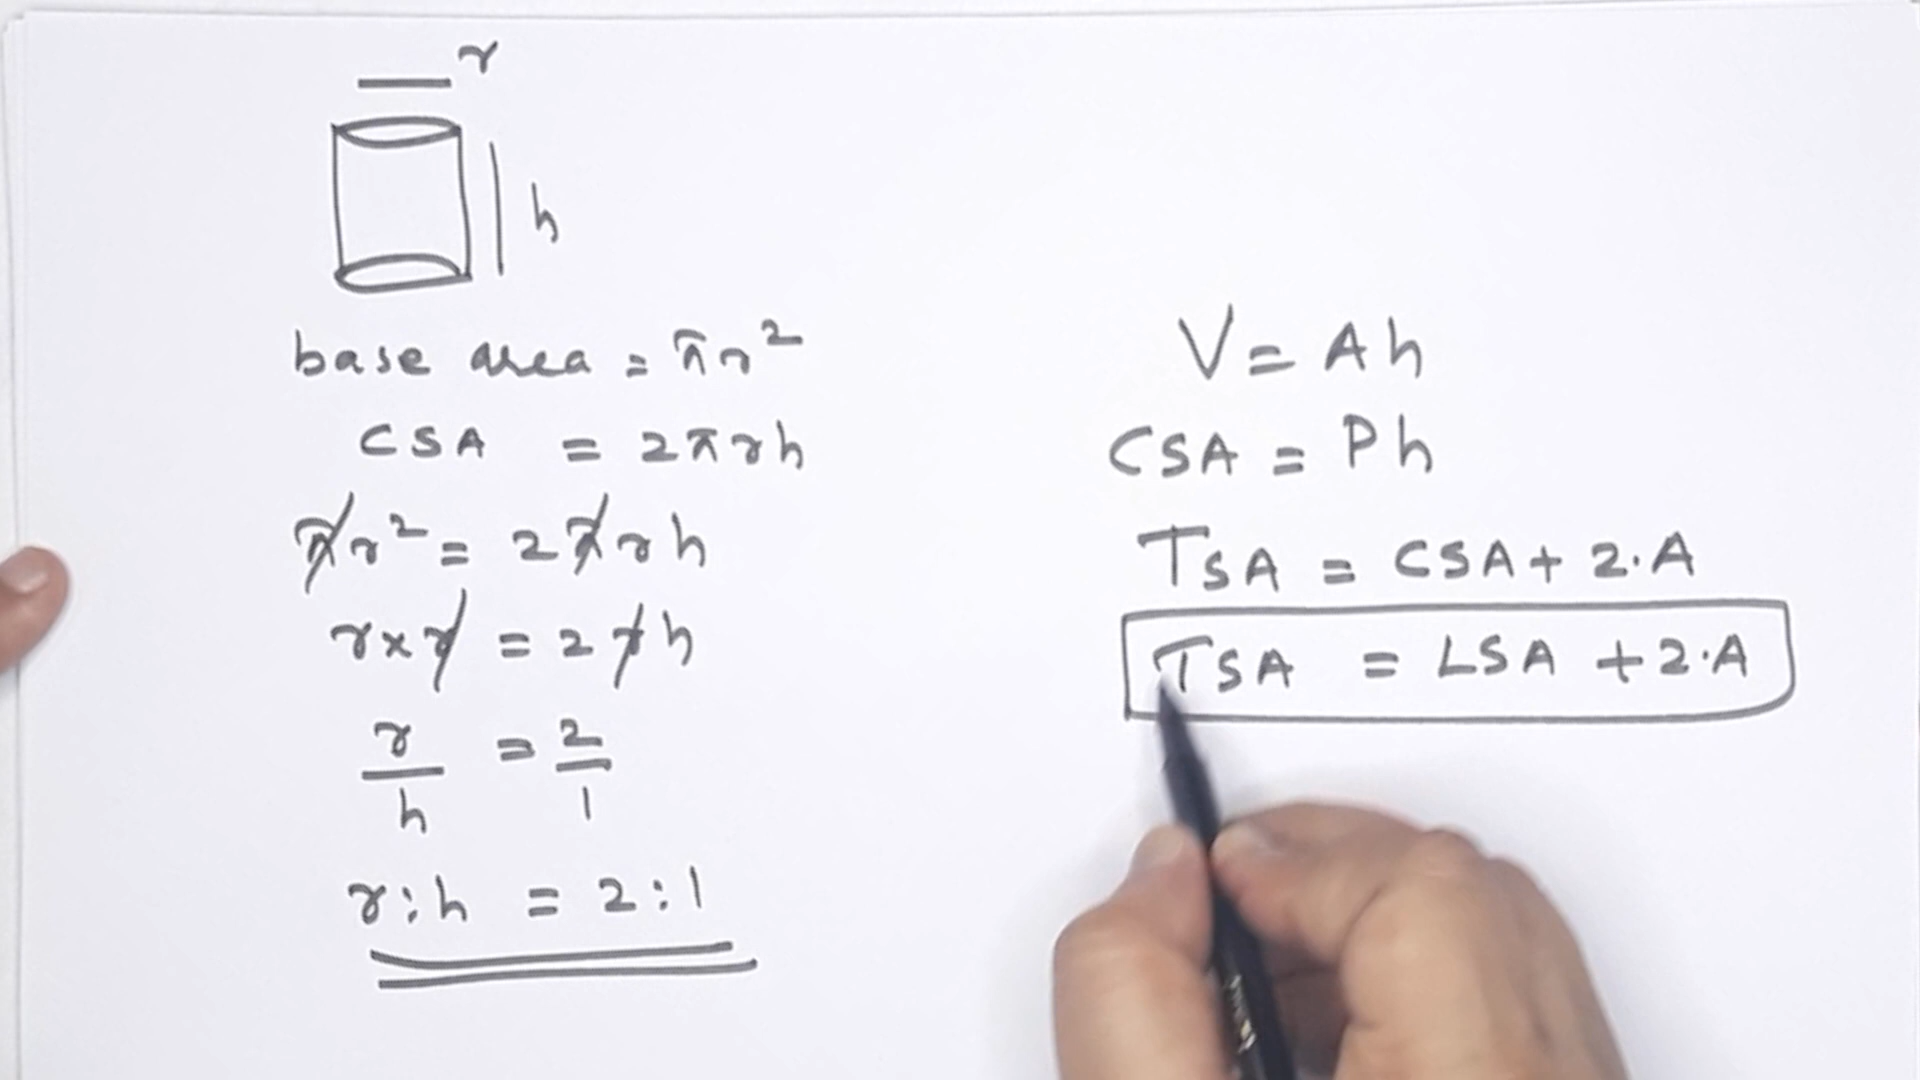 r
h
base area = πr²
CSA = 2πrh
πr² = 2πrh
r×r = 2rh
r/h = 2/1
r:h = 2:1
V = Ah
CSA = Ph
TSA = CSA + 2·A
TSA = LSA + 2·A